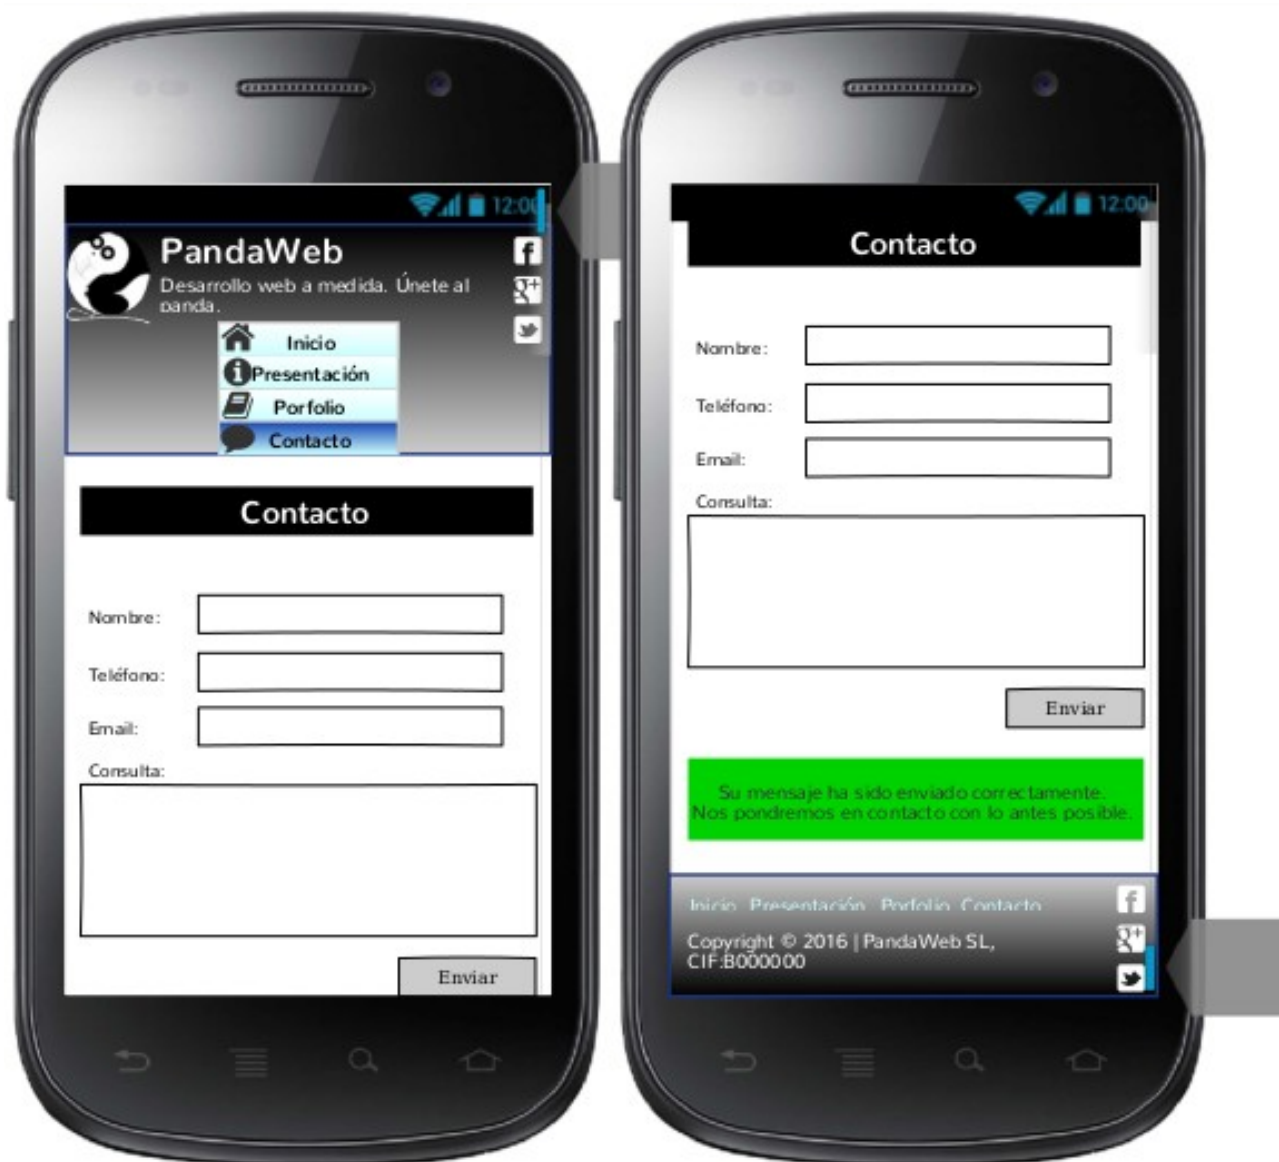 12:00
PandaWeb
Desarrollo web a medida. Únete al
panda.
Inicio
Presentación
Porfolio
Contacto
Contacto
Nombre:
Teléfono:
Email:
Consulta:
Enviar
12:00
Contacto
Nombre:
Teléfono:
Email:
Consulta:
Enviar
Su mensaje ha sido enviado correctamente.
Nos pondremos en contacto con lo antes posible.
Inicio Presentación Porfolio Contacto
Copyright © 2016 | PandaWeb SL,
CIF:B000000